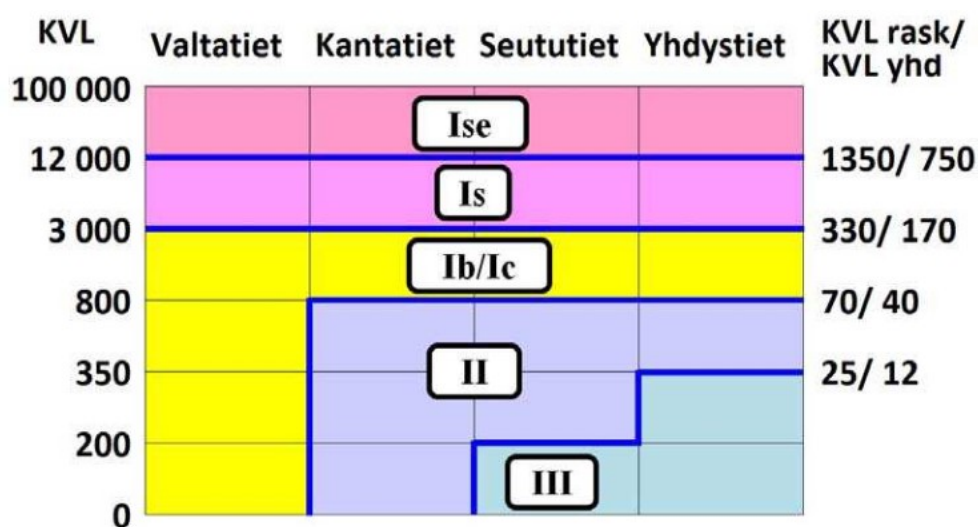 KVL Valtatiet Kantatiet Seututiet Yhdystiet KVL rask/
KVL yhd
100 000
Ise
12 000 1350/ 750
Is
3 000 330/ 170
Ib/Ic
800 70/ 40
350 II 25/ 12
200
III
0